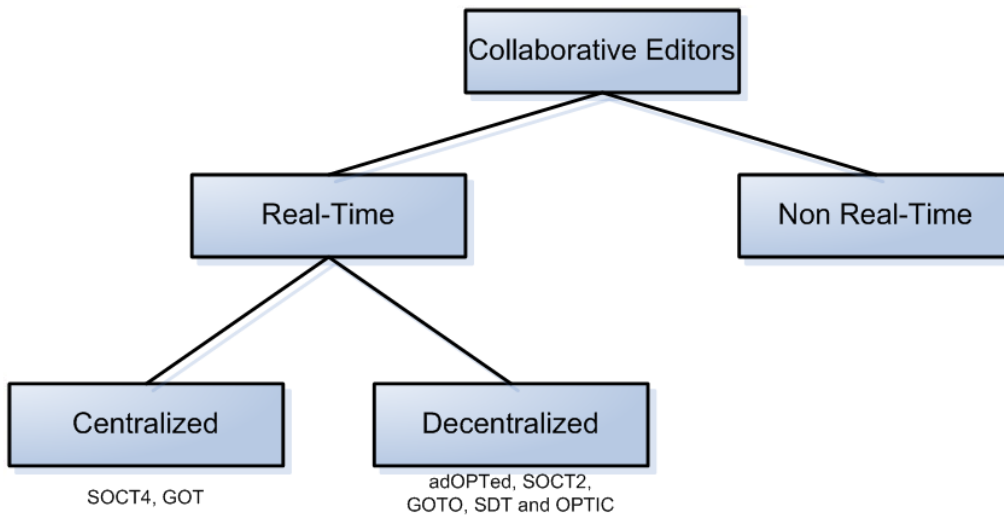 Collaborative Editors
Real-Time
Non Real-Time
Centralized
Decentralized
SOCT4, GOT
adOPTed, SOCT2,
GOTO, SDT and OPTIC